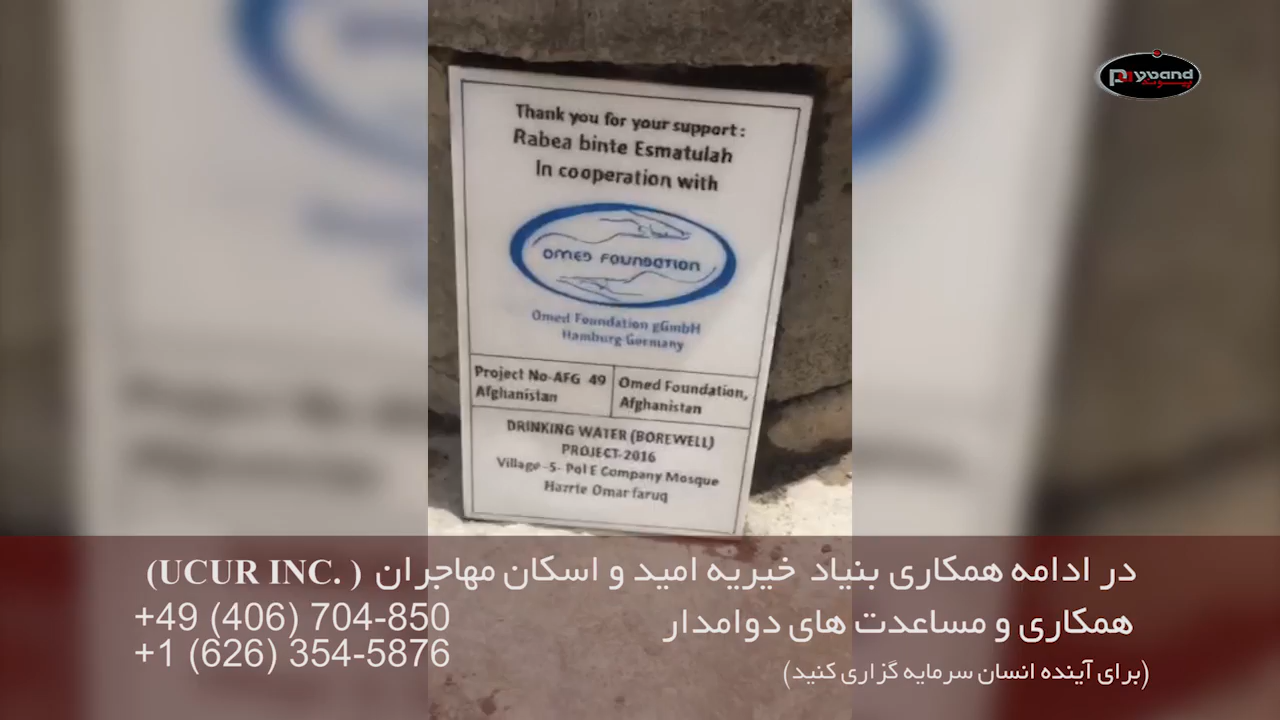 Payvand
Thank you for your support :
Rabea binte Esmatulah
In cooperation with
OMED FOUNDATION
Omed Foundation gGmbH
Hamburg Germany
Project No-AFG 49
Afghanistan
Omed Foundation,
Afghanistan
DRINKING WATER (BOREWELL)
PROJECT-2016
Village -5- Pol E Company Mosque
Hazrte Omar faruq
در ادامه همکاری بنیاد خیریه امید و اسکان مهاجران (UCUR INC. )
همکاری و مساعدت های دوامدار
(برای آینده انسان سرمایه گزاری کنید)
+49 (406) 704-850
+1 (626) 354-5876